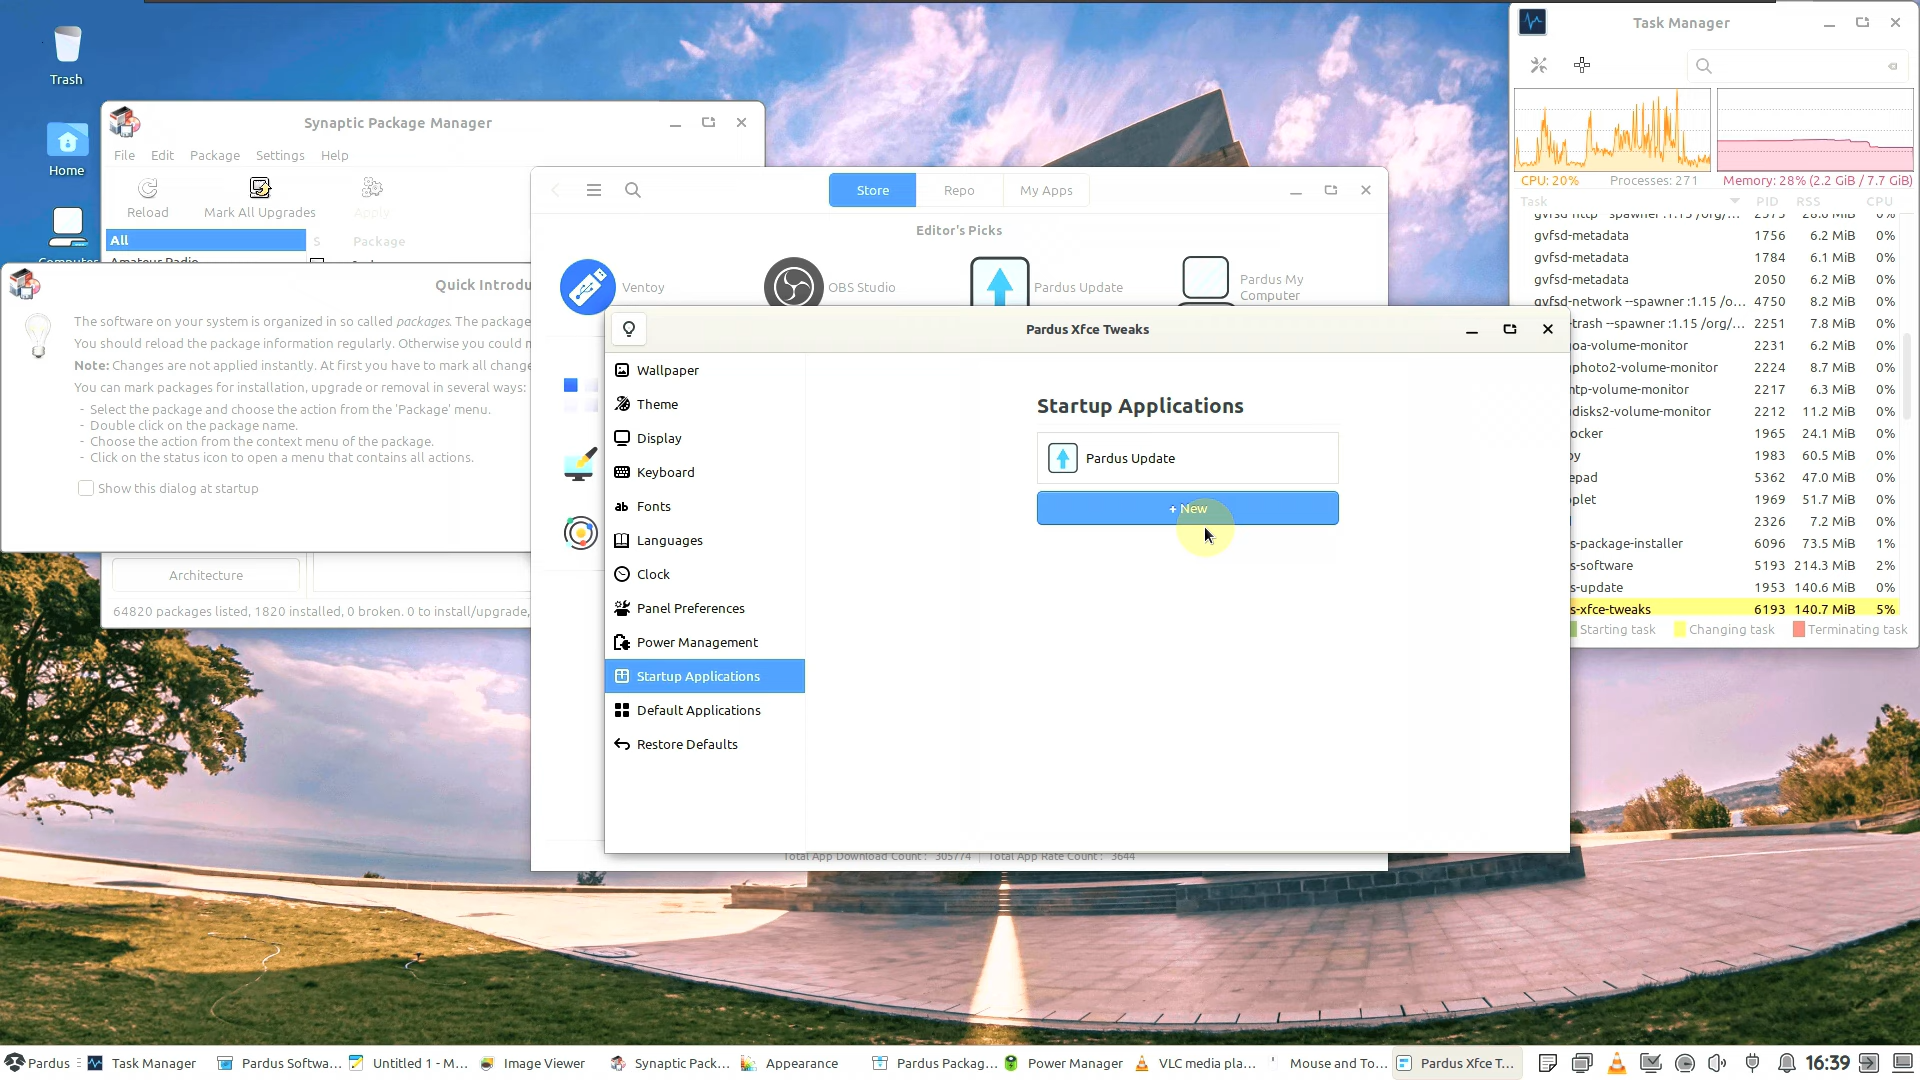 Trash
Home
Synaptic Package Manager
File Edit Package Settings Help
Reload Mark All Upgrades Apply
All S Package
Quick Introdu
The software on your system is organized in so called packages. The package
You should reload the package information regularly. Otherwise you could n
Note: Changes are not applied instantly. At first you have to mark all change
You can mark packages for installation, upgrade or removal in several ways:
- Select the package and choose the action from the 'Package' menu.
- Double click on the package name.
- Choose the action from the context menu of the package.
- Click on the status icon to open a menu that contains all actions.
Show this dialog at startup
Architecture
64820 packages listed, 1820 installed, 0 broken. 0 to install/upgrade,
Store Repo My Apps
Editor's Picks
Ventoy
OBS Studio
Pardus Update
Pardus My
Computer
Total App Download Count : 305774 Total App Rate Count : 3644
Pardus Xfce Tweaks
Wallpaper
Theme
Display
Keyboard
Fonts
Languages
Clock
Panel Preferences
Power Management
Startup Applications
Default Applications
Restore Defaults
Startup Applications
Pardus Update
+ New
Task Manager
CPU: 20% Processes: 271 Memory: 28% (2.2 GiB / 7.7 GiB)
Task PID RSS CPU
gvfsd-metadata 1756 6.2 MiB 0%
gvfsd-metadata 1784 6.1 MiB 0%
gvfsd-metadata 2050 6.2 MiB 0%
gvfsd-network --spawner :1.15 /o... 4750 8.2 MiB 0%
-trash --spawner :1.15 /org/... 2251 7.8 MiB 0%
oa-volume-monitor 2231 6.2 MiB 0%
photo2-volume-monitor 2224 8.7 MiB 0%
tp-volume-monitor 2217 6.3 MiB 0%
disks2-volume-monitor 2212 11.2 MiB 0%
ocker 1965 24.1 MiB 0%
py 1983 60.5 MiB 0%
epad 5362 47.0 MiB 0%
plet 1969 51.7 MiB 0%
2326 7.2 MiB 0%
s-package-installer 6096 73.5 MiB 1%
s-software 5193 214.3 MiB 2%
s-update 1953 140.6 MiB 0%
s-xfce-tweaks 6193 140.7 MiB 5%
Starting task Changing task Terminating task
Pardus Task Manager Pardus Softwa... Untitled 1 - M... Image Viewer Synaptic Pack... Appearance Pardus Packag... Power Manager VLC media pla... Mouse and To... Pardus Xfce T... 16:39